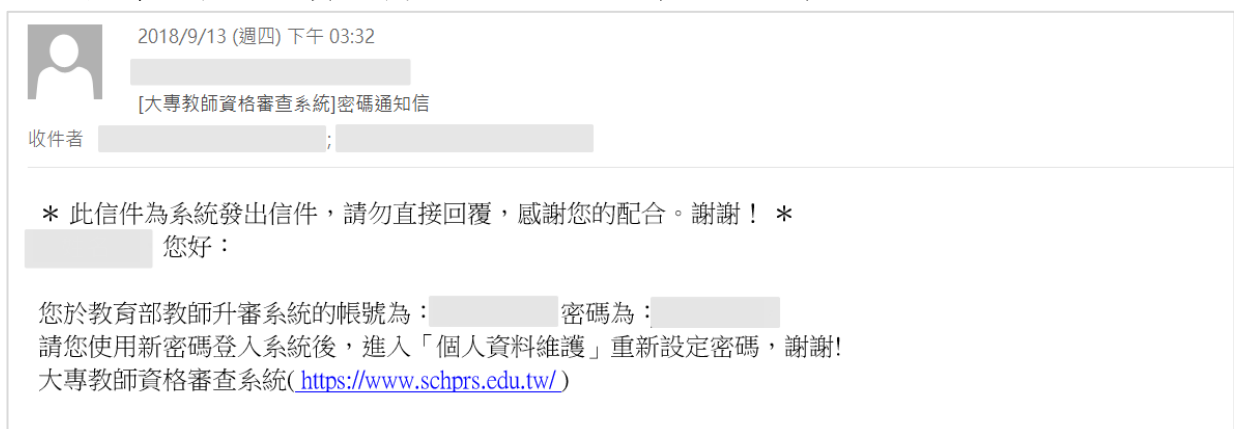 2018/9/13 (週四) 下午 03:32
[大專教師資格審查系統]密碼通知信
收件者 ;
＊ 此信件為系統發出信件，請勿直接回覆，感謝您的配合。謝謝！ ＊
您好：
您於教育部教師升審系統的帳號為： 密碼為：
請您使用新密碼登入系統後，進入「個人資料維護」重新設定密碼，謝謝!
大專教師資格審查系統( https://www.schprs.edu.tw/ )